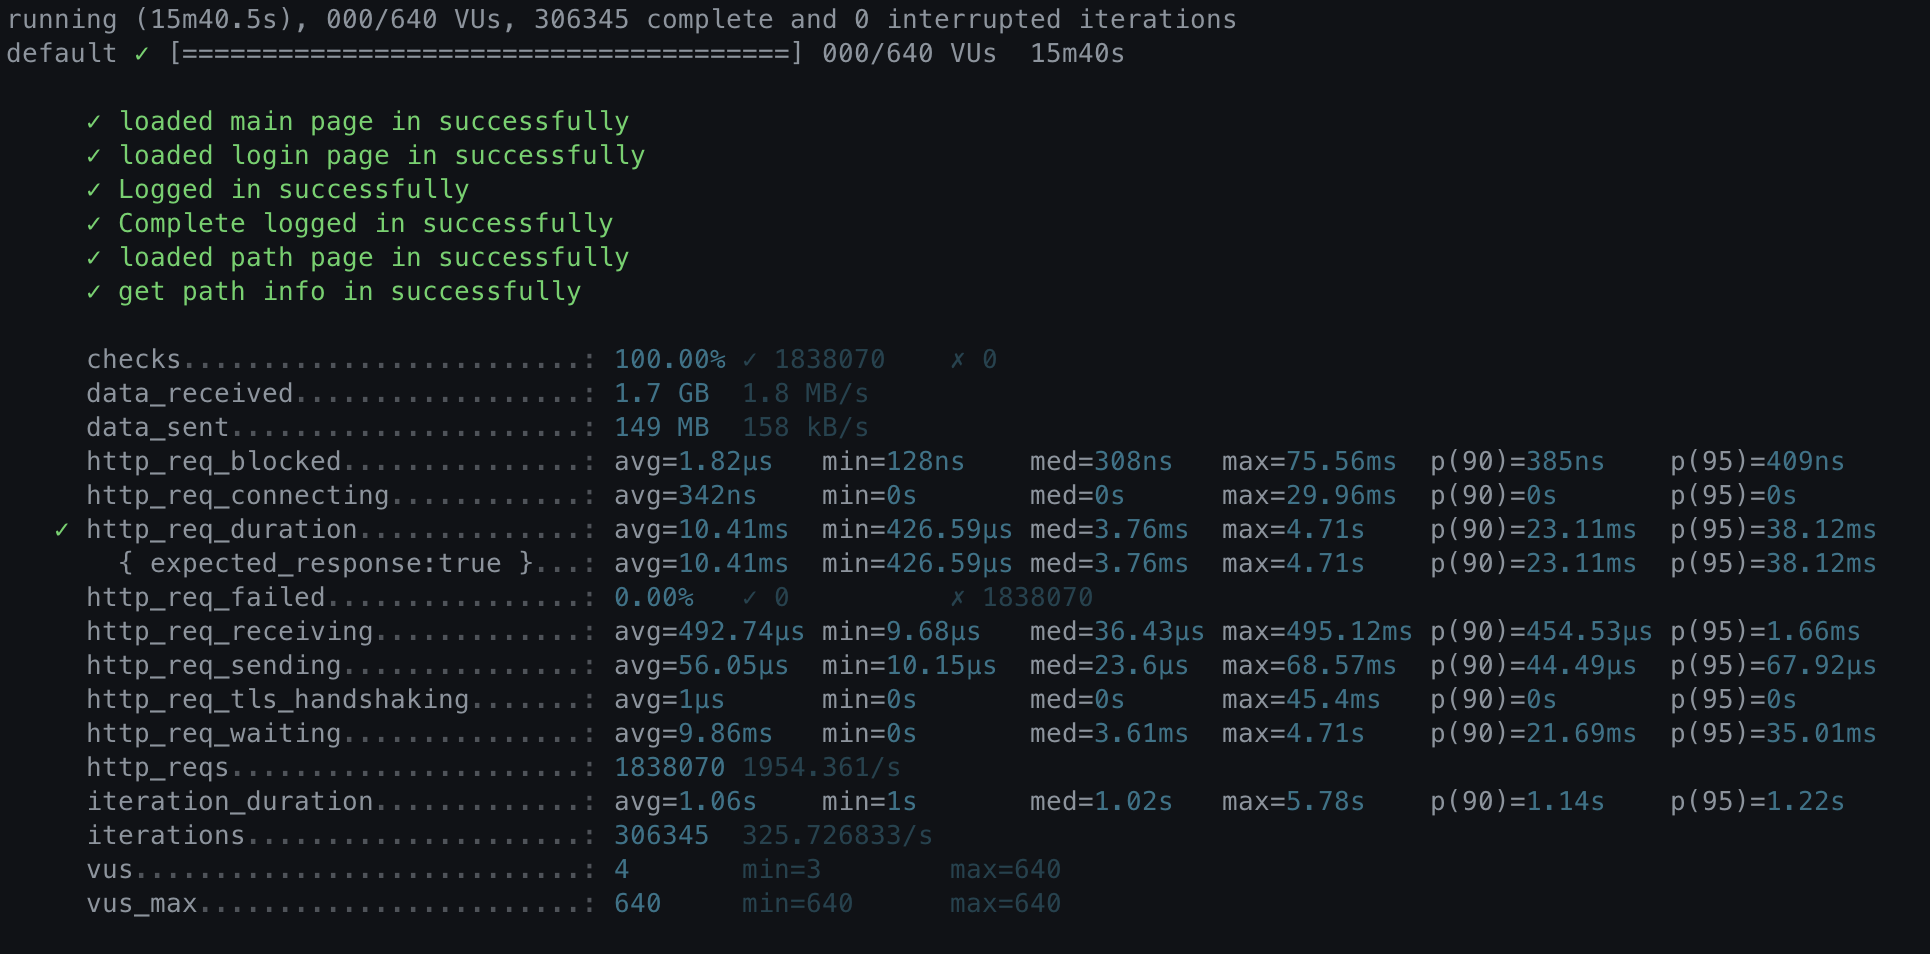 running (15m40.5s), 000/640 VUs, 306345 complete and 0 interrupted iterations
default ✓ [======================================] 000/640 VUs  15m40s
✓ loaded main page in successfully
✓ loaded login page in successfully
✓ Logged in successfully
✓ Complete logged in successfully
✓ loaded path page in successfully
✓ get path info in successfully
checks.........................: 100.00% ✓ 1838070    ✗ 0
data_received..................: 1.7 GB  1.8 MB/s
data_sent......................: 149 MB  158 kB/s
http_req_blocked...............: avg=1.82µs   min=128ns    med=308ns   max=75.56ms  p(90)=385ns    p(95)=409ns
http_req_connecting............: avg=342ns    min=0s       med=0s      max=29.96ms  p(90)=0s       p(95)=0s
✓ http_req_duration..............: avg=10.41ms  min=426.59µs med=3.76ms  max=4.71s    p(90)=23.11ms  p(95)=38.12ms
{ expected_response:true }...: avg=10.41ms  min=426.59µs med=3.76ms  max=4.71s    p(90)=23.11ms  p(95)=38.12ms
http_req_failed................: 0.00%   ✓ 0          ✗ 1838070
http_req_receiving.............: avg=492.74µs min=9.68µs   med=36.43µs max=495.12ms p(90)=454.53µs p(95)=1.66ms
http_req_sending...............: avg=56.05µs  min=10.15µs  med=23.6µs  max=68.57ms  p(90)=44.49µs  p(95)=67.92µs
http_req_tls_handshaking.......: avg=1µs      min=0s       med=0s      max=45.4ms   p(90)=0s       p(95)=0s
http_req_waiting...............: avg=9.86ms   min=0s       med=3.61ms  max=4.71s    p(90)=21.69ms  p(95)=35.01ms
http_reqs......................: 1838070 1954.361/s
iteration_duration.............: avg=1.06s    min=1s       med=1.02s   max=5.78s    p(90)=1.14s    p(95)=1.22s
iterations.....................: 306345  325.726833/s
vus............................: 4       min=3        max=640
vus_max........................: 640     min=640      max=640